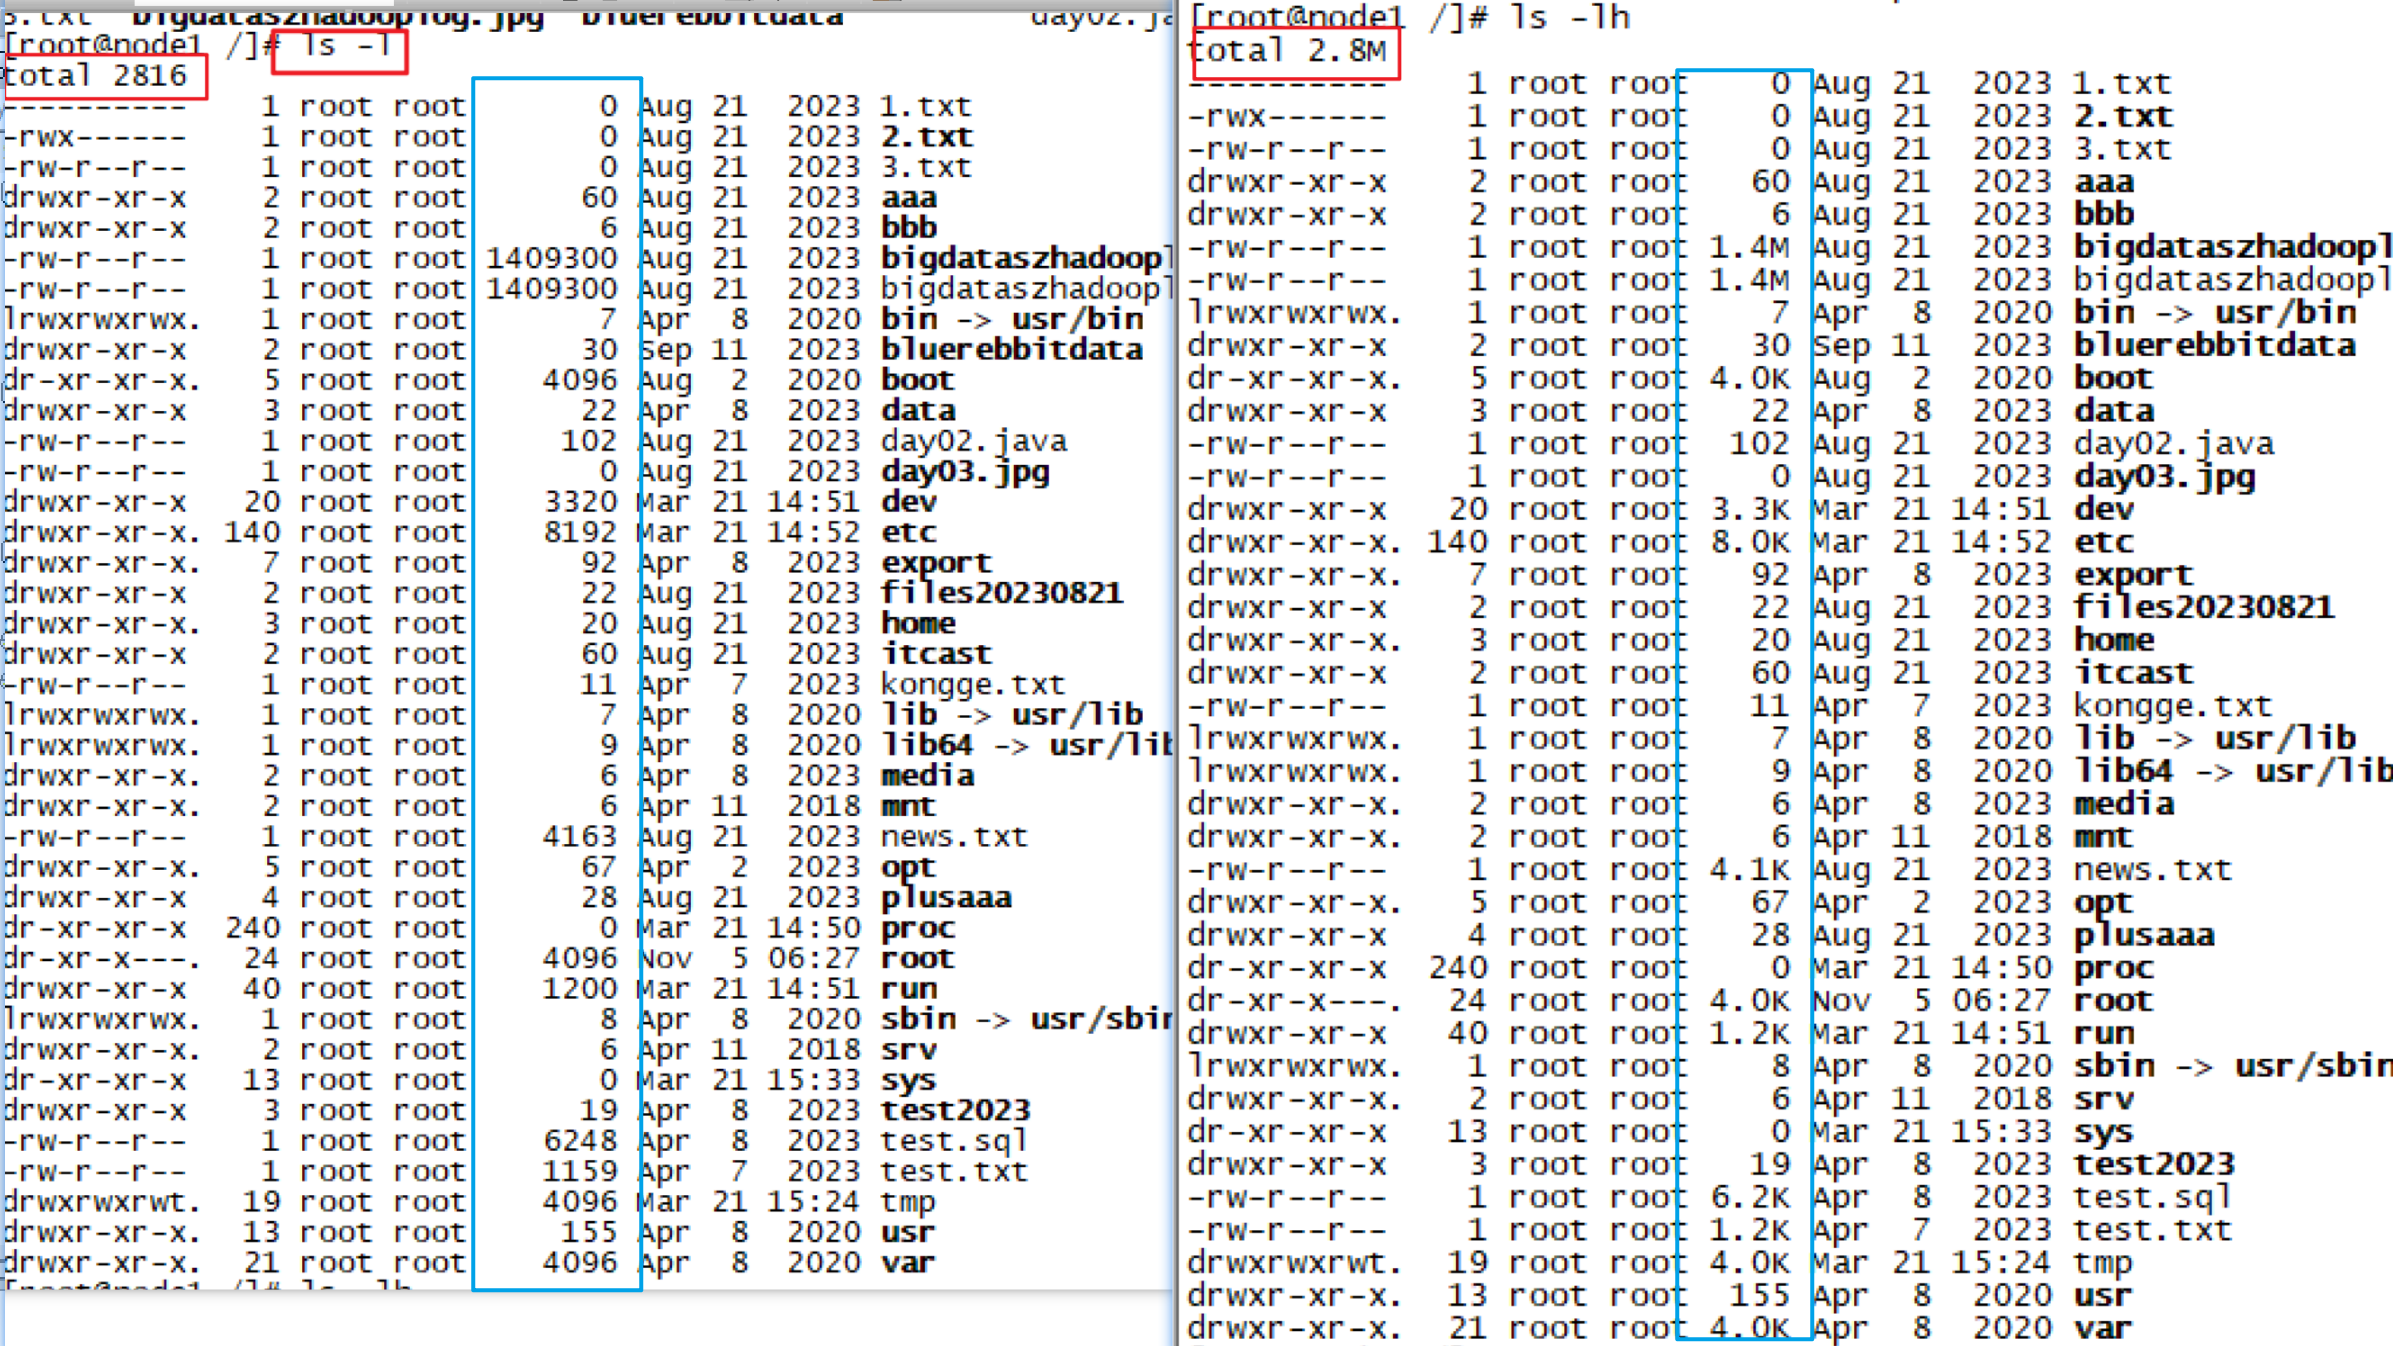 3.txt  bigdataszhadooplog.jpg  bluerebbitdata          day02.ja
[root@node1 /]# ls -l
total 2816
----------   1 root root       0 Aug 21  2023 1.txt
-rwx------   1 root root       0 Aug 21  2023 2.txt
-rw-r--r--   1 root root       0 Aug 21  2023 3.txt
drwxr-xr-x   2 root root      60 Aug 21  2023 aaa
drwxr-xr-x   2 root root       6 Aug 21  2023 bbb
-rw-r--r--   1 root root 1409300 Aug 21  2023 bigdataszhadoopl
-rw-r--r--   1 root root 1409300 Aug 21  2023 bigdataszhadoopl
lrwxrwxrwx.  1 root root       7 Apr  8  2020 bin -> usr/bin
drwxr-xr-x   2 root root      30 Sep 11  2023 bluerebbitdata
dr-xr-xr-x.  5 root root    4096 Aug  2  2020 boot
drwxr-xr-x   3 root root      22 Apr  8  2023 data
-rw-r--r--   1 root root     102 Aug 21  2023 day02.java
-rw-r--r--   1 root root       0 Aug 21  2023 day03.jpg
drwxr-xr-x  20 root root    3320 Mar 21 14:51 dev
drwxr-xr-x. 140 root root    8192 Mar 21 14:52 etc
drwxr-xr-x.  7 root root      92 Apr  8  2023 export
drwxr-xr-x   2 root root      22 Aug 21  2023 files20230821
drwxr-xr-x.  3 root root      20 Aug 21  2023 home
drwxr-xr-x   2 root root      60 Aug 21  2023 itcast
-rw-r--r--   1 root root      11 Apr  7  2023 kongge.txt
lrwxrwxrwx.  1 root root       7 Apr  8  2020 lib -> usr/lib
lrwxrwxrwx.  1 root root       9 Apr  8  2020 lib64 -> usr/lib
drwxr-xr-x.  2 root root       6 Apr  8  2023 media
drwxr-xr-x.  2 root root       6 Apr 11  2018 mnt
-rw-r--r--   1 root root    4163 Aug 21  2023 news.txt
drwxr-xr-x.  5 root root      67 Apr  2  2023 opt
drwxr-xr-x   4 root root      28 Aug 21  2023 plusaaa
dr-xr-xr-x 240 root root       0 Mar 21 14:50 proc
dr-xr-x---. 24 root root    4096 Nov  5 06:27 root
drwxr-xr-x  40 root root    1200 Mar 21 14:51 run
lrwxrwxrwx.  1 root root       8 Apr  8  2020 sbin -> usr/sbin
drwxr-xr-x.  2 root root       6 Apr 11  2018 srv
dr-xr-xr-x  13 root root       0 Mar 21 15:33 sys
drwxr-xr-x   3 root root      19 Apr  8  2023 test2023
-rw-r--r--   1 root root    6248 Apr  8  2023 test.sql
-rw-r--r--   1 root root    1159 Apr  7  2023 test.txt
drwxrwxrwt. 19 root root    4096 Mar 21 15:24 tmp
drwxr-xr-x. 13 root root     155 Apr  8  2020 usr
drwxr-xr-x. 21 root root    4096 Apr  8  2020 var
[root@node1 /]# ls -lh
[root@node1 /]# ls -lh
total 2.8M
----------   1 root root    0 Aug 21  2023 1.txt
-rwx------   1 root root    0 Aug 21  2023 2.txt
-rw-r--r--   1 root root    0 Aug 21  2023 3.txt
drwxr-xr-x   2 root root   60 Aug 21  2023 aaa
drwxr-xr-x   2 root root    6 Aug 21  2023 bbb
-rw-r--r--   1 root root 1.4M Aug 21  2023 bigdataszhadoopl
-rw-r--r--   1 root root 1.4M Aug 21  2023 bigdataszhadoopl
lrwxrwxrwx.  1 root root    7 Apr  8  2020 bin -> usr/bin
drwxr-xr-x   2 root root   30 Sep 11  2023 bluerebbitdata
dr-xr-xr-x.  5 root root 4.0K Aug  2  2020 boot
drwxr-xr-x   3 root root   22 Apr  8  2023 data
-rw-r--r--   1 root root  102 Aug 21  2023 day02.java
-rw-r--r--   1 root root    0 Aug 21  2023 day03.jpg
drwxr-xr-x  20 root root 3.3K Mar 21 14:51 dev
drwxr-xr-x. 140 root root 8.0K Mar 21 14:52 etc
drwxr-xr-x.  7 root root   92 Apr  8  2023 export
drwxr-xr-x   2 root root   22 Aug 21  2023 files20230821
drwxr-xr-x.  3 root root   20 Aug 21  2023 home
drwxr-xr-x   2 root root   60 Aug 21  2023 itcast
-rw-r--r--   1 root root   11 Apr  7  2023 kongge.txt
lrwxrwxrwx.  1 root root    7 Apr  8  2020 lib -> usr/lib
lrwxrwxrwx.  1 root root    9 Apr  8  2020 lib64 -> usr/lib
drwxr-xr-x.  2 root root    6 Apr  8  2023 media
drwxr-xr-x.  2 root root    6 Apr 11  2018 mnt
-rw-r--r--   1 root root 4.1K Aug 21  2023 news.txt
drwxr-xr-x.  5 root root   67 Apr  2  2023 opt
drwxr-xr-x   4 root root   28 Aug 21  2023 plusaaa
dr-xr-xr-x 240 root root    0 Mar 21 14:50 proc
dr-xr-x---. 24 root root 4.0K Nov  5 06:27 root
drwxr-xr-x  40 root root 1.2K Mar 21 14:51 run
lrwxrwxrwx.  1 root root    8 Apr  8  2020 sbin -> usr/sbin
drwxr-xr-x.  2 root root    6 Apr 11  2018 srv
dr-xr-xr-x  13 root root    0 Mar 21 15:33 sys
drwxr-xr-x   3 root root   19 Apr  8  2023 test2023
-rw-r--r--   1 root root 6.2K Apr  8  2023 test.sql
-rw-r--r--   1 root root 1.2K Apr  7  2023 test.txt
drwxrwxrwt. 19 root root 4.0K Mar 21 15:24 tmp
drwxr-xr-x. 13 root root  155 Apr  8  2020 usr
drwxr-xr-x. 21 root root 4.0K Apr  8  2020 var